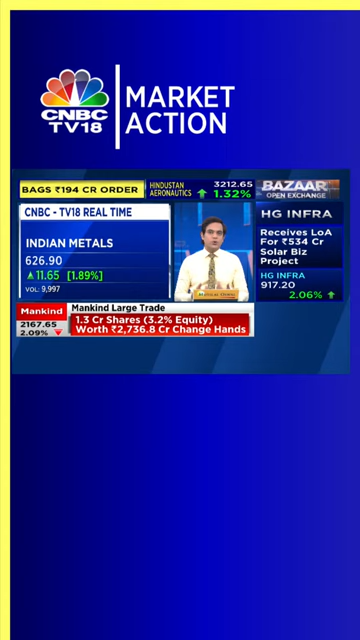 CNBC
TV18
MARKET
ACTION
BAGS ₹194 CR ORDER
HINDUSTAN
AERONAUTICS
3212.65
1.32%
BAZAAR
OPEN EXCHANGE
CNBC - TV18 REAL TIME
INDIAN METALS
626.90
11.65 [1.89%]
VOL: 9,997
HG INFRA
Receives LoA
For ₹534 Cr
Solar Biz
Project
HG INFRA
917.20
2.06%
Mankind
2167.65
2.09%
Mankind Large Trade
1.3 Cr Shares (3.2% Equity)
Worth ₹2,736.8 Cr Change Hands